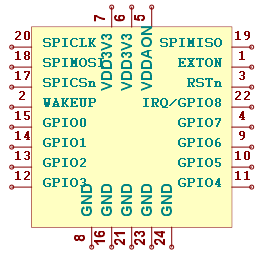 7 6 5
VDD3V3 VDD3V3 VDDAON
20 SPICLK SPIMISO 19
18 SPIMOSI EXTON 1
17 SPICSn RSTn 3
2 WAKEUP IRQ/GPIO8 22
15 GPIO0 GPIO7 4
14 GPIO1 GPIO6 9
13 GPIO2 GPIO5 10
12 GPIO3 GPIO4 11
GND GND GND GND GND
8 16 21 23 24